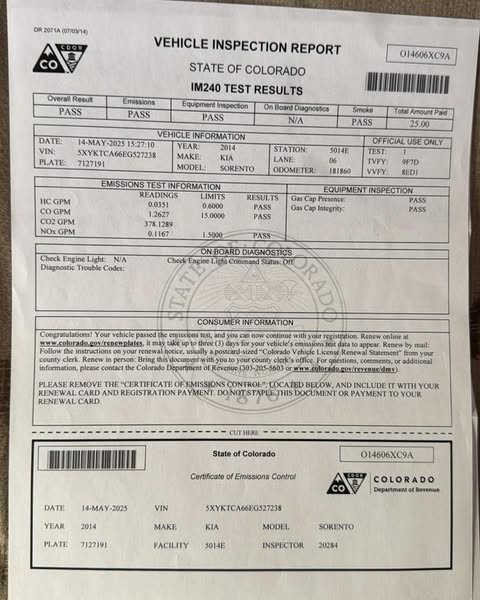 DR 2071A (07/03/14)
CDOR
CO
VEHICLE INSPECTION REPORT
STATE OF COLORADO
IM240 TEST RESULTS
O14606XC9A
Overall Result Emissions Equipment Inspection On Board Diagnostics Smoke Total Amount Paid
PASS PASS PASS N/A PASS 25.00
VEHICLE INFORMATION OFFICIAL USE ONLY
DATE: 14-MAY-2025 15:27:10 YEAR: 2014 STATION: 5014E TEST: 1
VIN: 5XYKTCA66EG527238 MAKE: KIA LANE: 06 TVFY: 9F7D
PLATE: 7127191 MODEL: SORENTO ODOMETER: 181860 VVFY: 8ED1
EMISSIONS TEST INFORMATION EQUIPMENT INSPECTION
READINGS LIMITS RESULTS
HC GPM 0.0351 0.6000 PASS Gas Cap Presence: PASS
CO GPM 1.2627 15.0000 PASS Gas Cap Integrity: PASS
CO2 GPM 378.1289
NOx GPM 0.1167 1.5000 PASS
ON BOARD DIAGNOSTICS
Check Engine Light: N/A Check Engine Light Command Status: Off
Diagnostic Trouble Codes:
STATE OF COLORADO
1876
CONSUMER INFORMATION
Congratulations! Your vehicle passed the emissions test, and you can now continue with your registration. Renew online at
www.colorado.gov/renewplates, it may take up to three (3) days for your vehicle's emissions test data to appear. Renew by mail:
Follow the instructions on your renewal notice, usually a postcard-sized "Colorado Vehicle License Renewal Statement" from your
county clerk. Renew in person: Bring this document with you to your county clerk's office. For questions, comments, or additional
information, please contact the Colorado Department of Revenue (303-205-5603 or www.colorado.gov/revenue/dmv).
PLEASE REMOVE THE "CERTIFICATE OF EMISSIONS CONTROL", LOCATED BELOW, AND INCLUDE IT WITH YOUR
RENEWAL CARD AND REGISTRATION PAYMENT. DO NOT STAPLE THIS DOCUMENT OR PAYMENT TO YOUR
RENEWAL CARD.
CUT HERE
State of Colorado
O14606XC9A
Certificate of Emissions Control
CDOR
CO
COLORADO
Department of Revenue
DATE 14-MAY-2025 VIN 5XYKTCA66EG527238
YEAR 2014 MAKE KIA MODEL SORENTO
PLATE 7127191 FACILITY 5014E INSPECTOR 20284